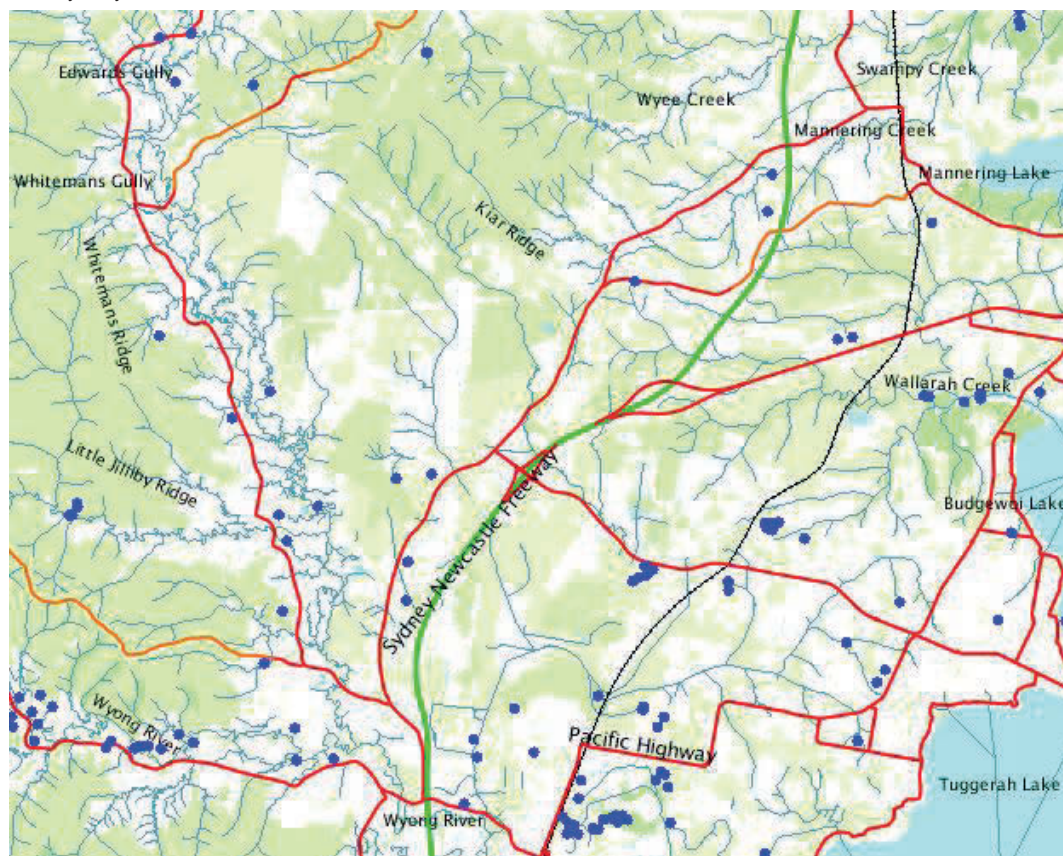 Edwards Gully
Swampy Creek
Wyee Creek
Mannering Creek
Whitemans Gully
Mannering Lake
Kiar Ridge
Whitemans Ridge
Wallarah Creek
Little Jilliby Ridge
Budgewoi Lake
Sydney Newcastle Freeway
Wyong River
Pacific Highway
Tuggerah Lake
Wyong River